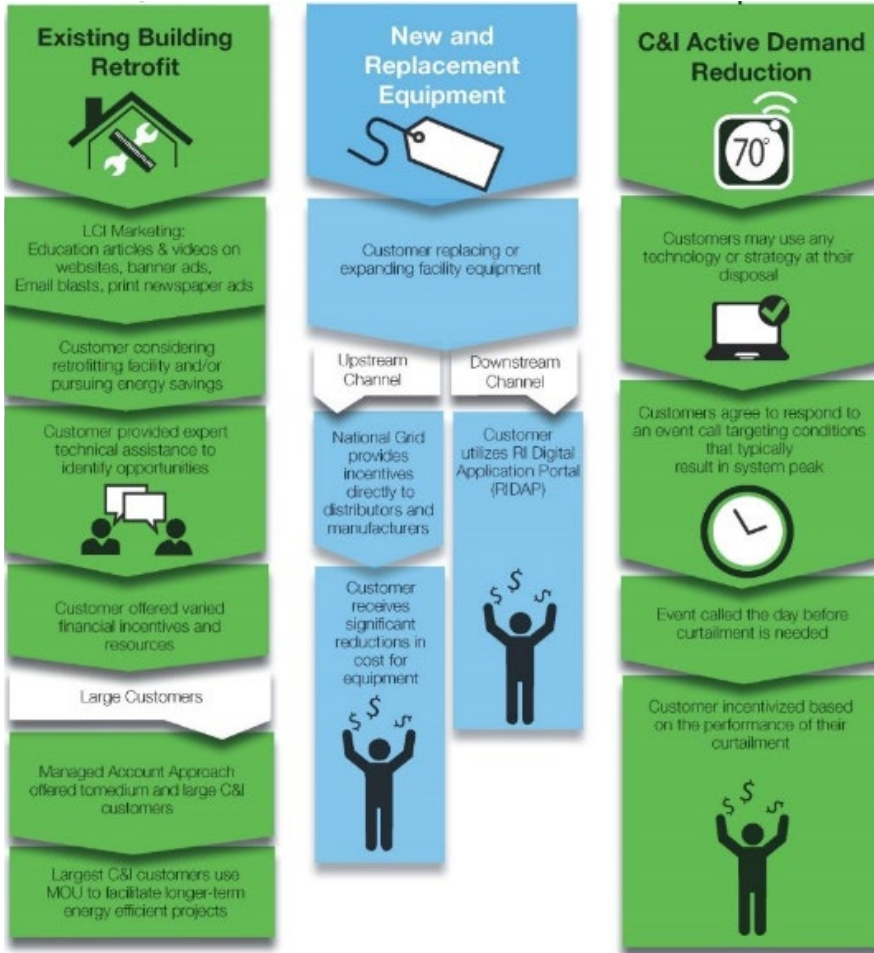 Existing Building
Retrofit
LCI Marketing:
Education articles & videos on
websites, banner ads,
Email blasts, print newspaper ads
Customer considering
retrofitting facility and/or
pursuing energy savings
Customer provided expert
technical assistance to
identify opportunities
Customer offered varied
financial incentives and
resources
Large Customers
Managed Account Approach
offered tomedium and large C&I
customers
Largest C&I customers use
MOU to facilitate longer-term
energy efficient projects
New and
Replacement
Equipment
Customer replacing or
expanding facility equipment
Upstream
Channel
National Grid
provides
incentives
directly to
distributors and
manufacturers
Customer
receives
significant
reductions in
cost for
equipment
$ $ $
Downstream
Channel
Customer
utilizes RI Digital
Application Portal
(RIDAP)
$ $ $
C&I Active Demand
Reduction
70°
Customers may use any
technology or strategy at their
disposal
Customers agree to respond to
an event call targeting conditions
that typically
result in system peak
Event called the day before
curtailment is needed
Customer incentivized based
on the performance of their
curtailment
$ $ $